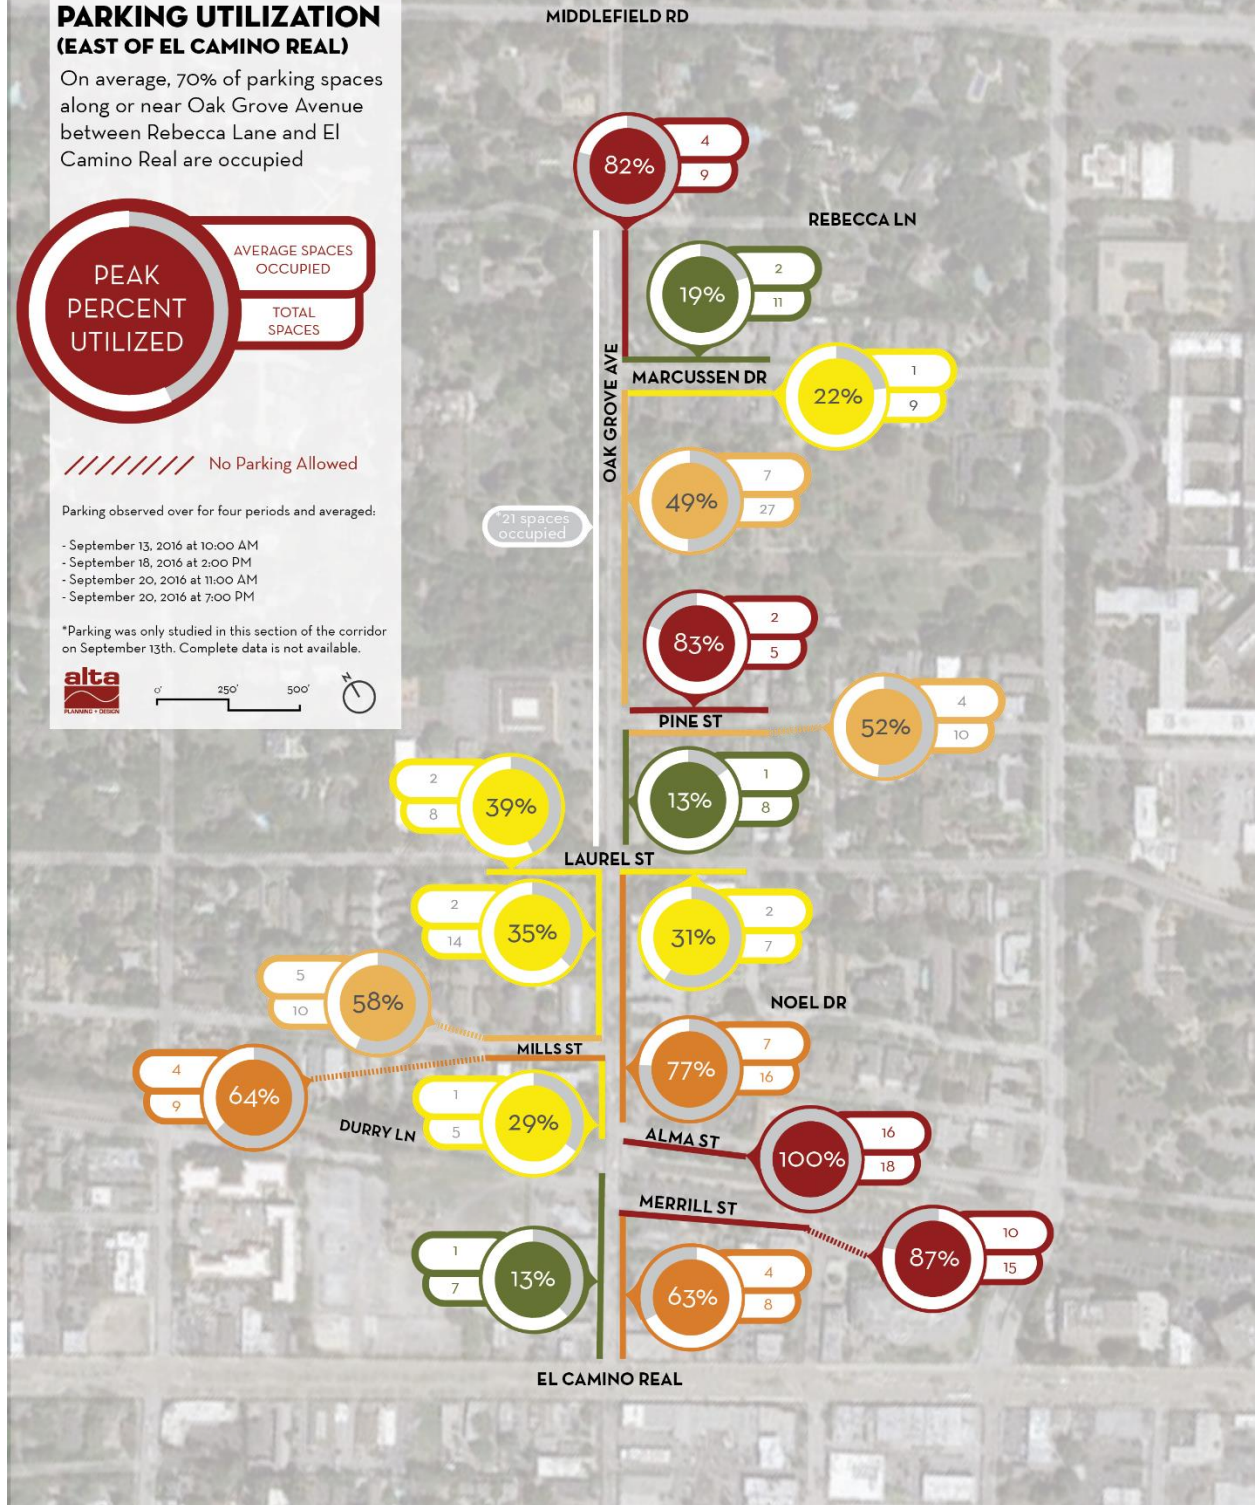 PARKING UTILIZATION
(EAST OF EL CAMINO REAL)
On average, 70% of parking spaces
along or near Oak Grove Avenue
between Rebecca Lane and El
Camino Real are occupied
PEAK
PERCENT
UTILIZED
AVERAGE SPACES
OCCUPIED
TOTAL
SPACES
No Parking Allowed
Parking observed over for four periods and averaged:
- September 13, 2016 at 10:00 AM
- September 18, 2016 at 2:00 PM
- September 20, 2016 at 11:00 AM
- September 20, 2016 at 7:00 PM
*Parking was only studied in this section of the corridor
on September 13th. Complete data is not available.
alta
PLANNING + DESIGN
0'
250'
500'
N
MIDDLEFIELD RD
82%
4
9
REBECCA LN
19%
2
11
OAK GROVE AVE
MARCUSSEN DR
22%
1
9
49%
7
27
*21 spaces
occupied
83%
2
5
PINE ST
52%
4
10
13%
1
8
39%
2
8
LAUREL ST
35%
2
14
31%
2
7
58%
5
10
NOEL DR
MILLS ST
64%
4
9
77%
7
16
29%
1
5
DURRY LN
ALMA ST
100%
16
18
MERRILL ST
87%
10
15
13%
1
7
63%
4
8
EL CAMINO REAL